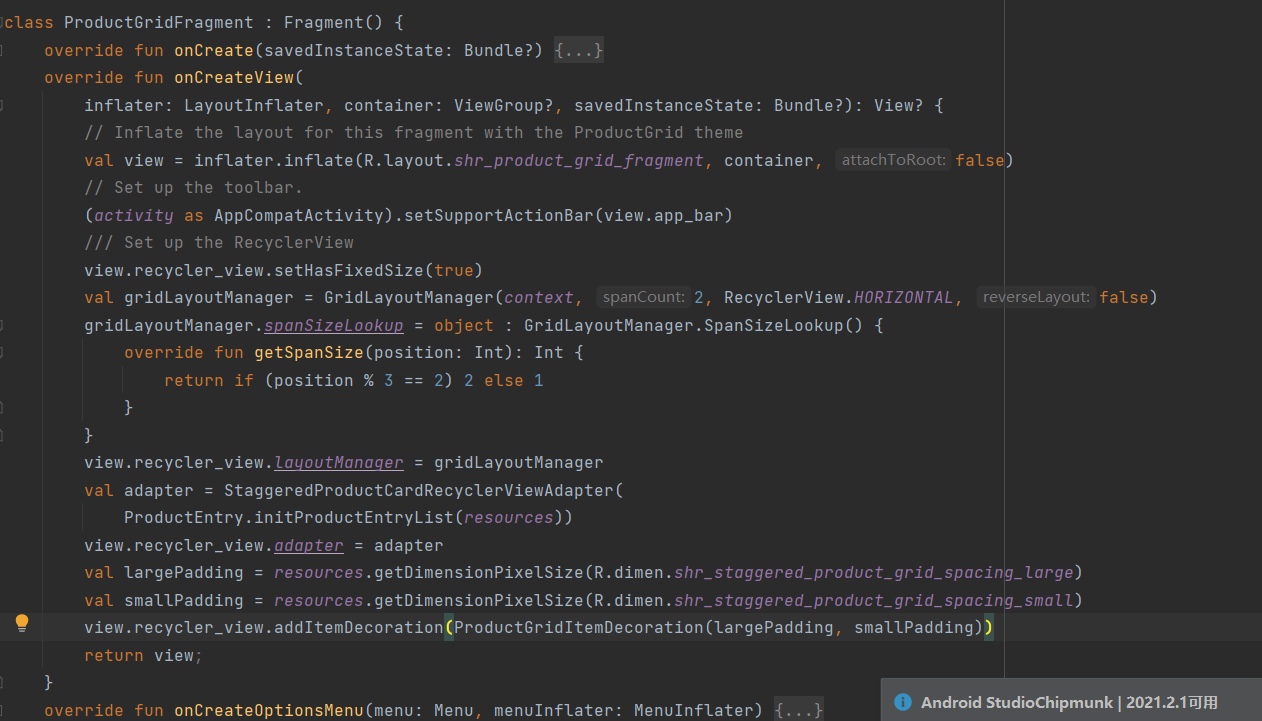 class ProductGridFragment : Fragment() {
override fun onCreate(savedInstanceState: Bundle?) {...}
override fun onCreateView(
inflater: LayoutInflater, container: ViewGroup?, savedInstanceState: Bundle?): View? {
// Inflate the layout for this fragment with the ProductGrid theme
val view = inflater.inflate(R.layout.shr_product_grid_fragment, container, attachToRoot: false)
// Set up the toolbar.
(activity as AppCompatActivity).setSupportActionBar(view.app_bar)
/// Set up the RecyclerView
view.recycler_view.setHasFixedSize(true)
val gridLayoutManager = GridLayoutManager(context, spanCount: 2, RecyclerView.HORIZONTAL, reverseLayout: false)
gridLayoutManager.spanSizeLookup = object : GridLayoutManager.SpanSizeLookup() {
override fun getSpanSize(position: Int): Int {
return if (position % 3 == 2) 2 else 1
}
}
view.recycler_view.layoutManager = gridLayoutManager
val adapter = StaggeredProductCardRecyclerViewAdapter(
ProductEntry.initProductEntryList(resources))
view.recycler_view.adapter = adapter
val largePadding = resources.getDimensionPixelSize(R.dimen.shr_staggered_product_grid_spacing_large)
val smallPadding = resources.getDimensionPixelSize(R.dimen.shr_staggered_product_grid_spacing_small)
view.recycler_view.addItemDecoration(ProductGridItemDecoration(largePadding, smallPadding))
return view;
}
override fun onCreateOptionsMenu(menu: Menu, menuInflater: MenuInflater) {...}
Android StudioChipmunk | 2021.2.1可用